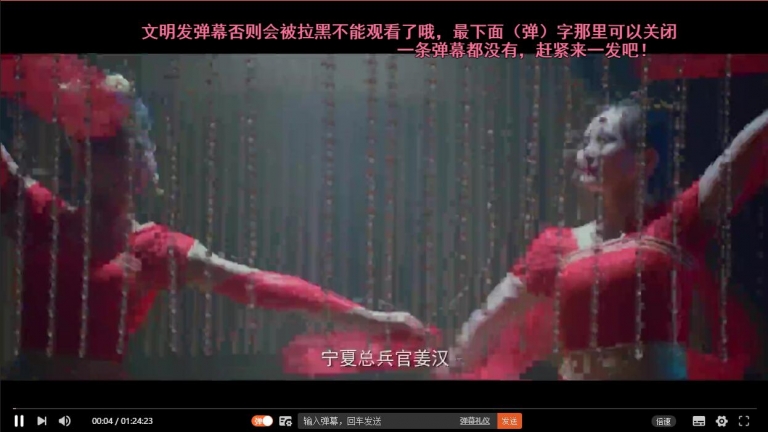 文明发弹幕否则会被拉黑不能观看了哦，最下面（弹）字那里可以关闭
一条弹幕都没有，赶紧来一发吧！
宁夏总兵官姜汉
00:04 / 01:24:23
弹
输入弹幕，回车发送
弹幕礼仪
发送
倍速